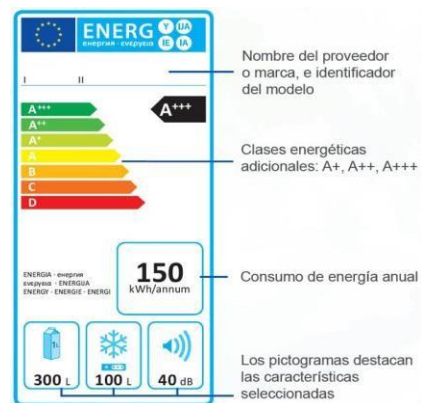 ENERG Y UA
IE IA
енергия · ενεργεια
I II
Nombre del proveedor
o marca, e identificador
del modelo
A+++
A++
A+
A
B
C
D
A+++
Clases energéticas
adicionales: A+, A++, A+++
ENERGIA · енергия
ενεργεια · ENERGIJA
ENERGY · ENERGIE · ENERGI
150
kWh/annum
Consumo de energía anual
1L
300 L
100 L
40 dB
Los pictogramas destacan
las características
seleccionadas